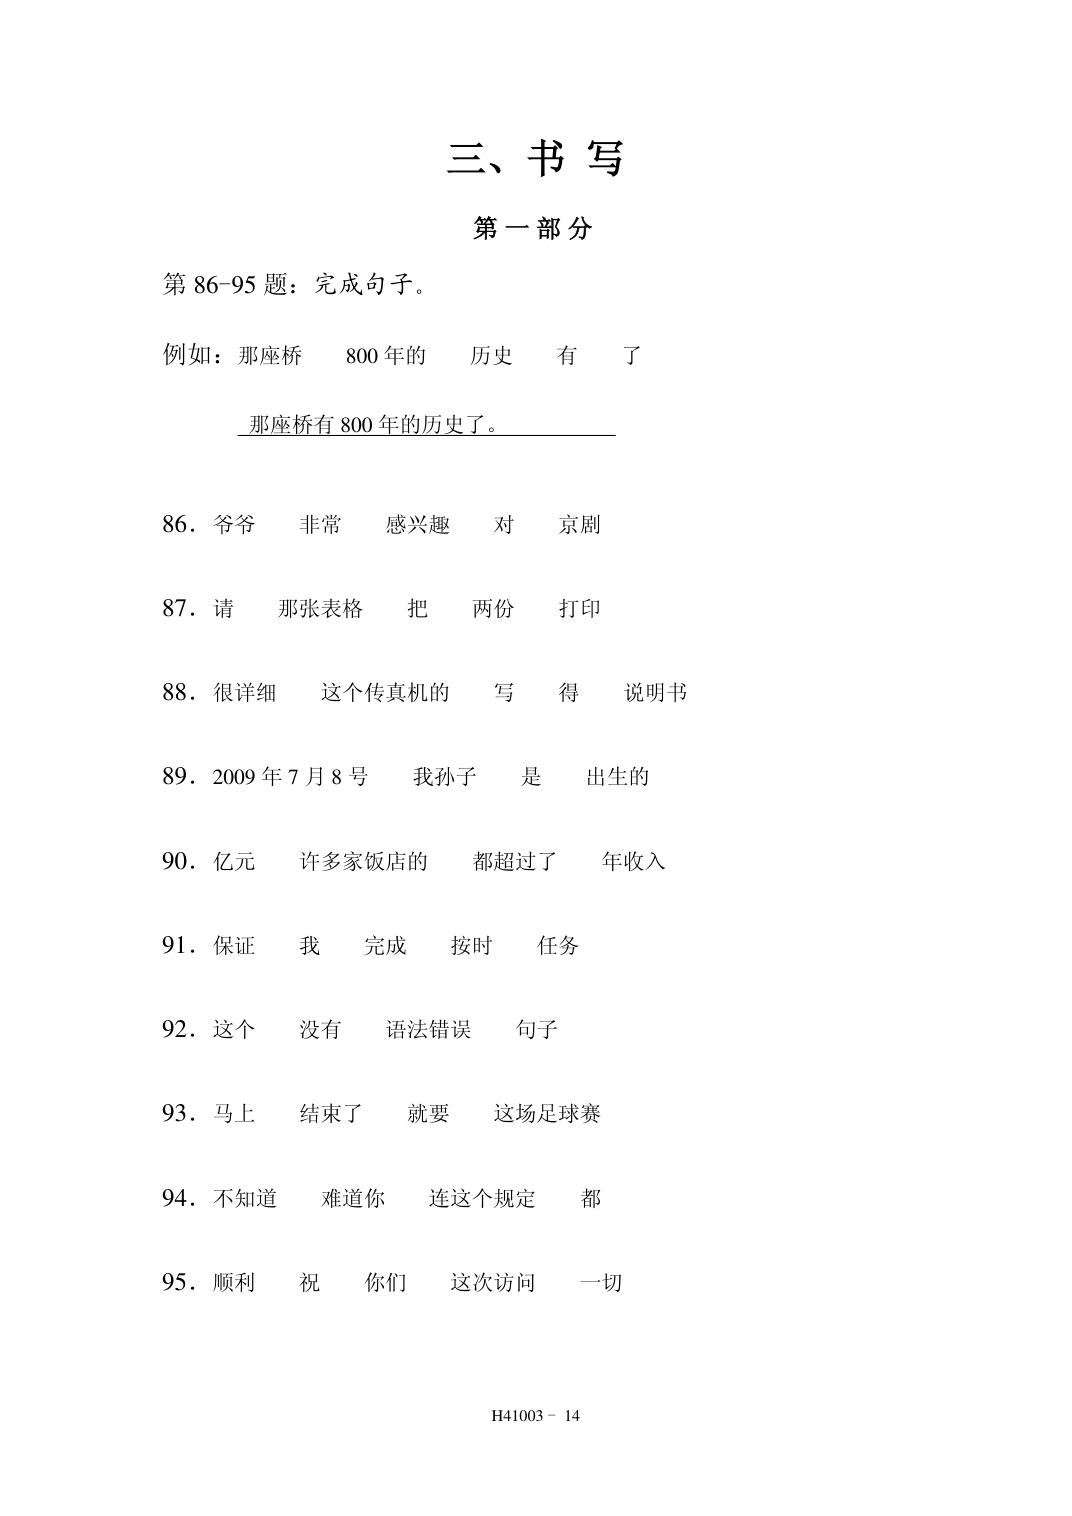 三、书 写
第 一 部 分
第 86-95 题：完成句子。
例如：那座桥　　800 年的　　历史　　有　　了
那座桥有 800 年的历史了。
86．爷爷　　非常　　感兴趣　　对　　京剧
87．请　　那张表格　　把　　两份　　打印
88．很详细　　这个传真机的　　写　　得　　说明书
89．2009 年 7 月 8 号　　我孙子　　是　　出生的
90．亿元　　许多家饭店的　　都超过了　　年收入
91．保证　　我　　完成　　按时　　任务
92．这个　　没有　　语法错误　　句子
93．马上　　结束了　　就要　　这场足球赛
94．不知道　　难道你　　连这个规定　　都
95．顺利　　祝　　你们　　这次访问　　一切
H41003－ 14